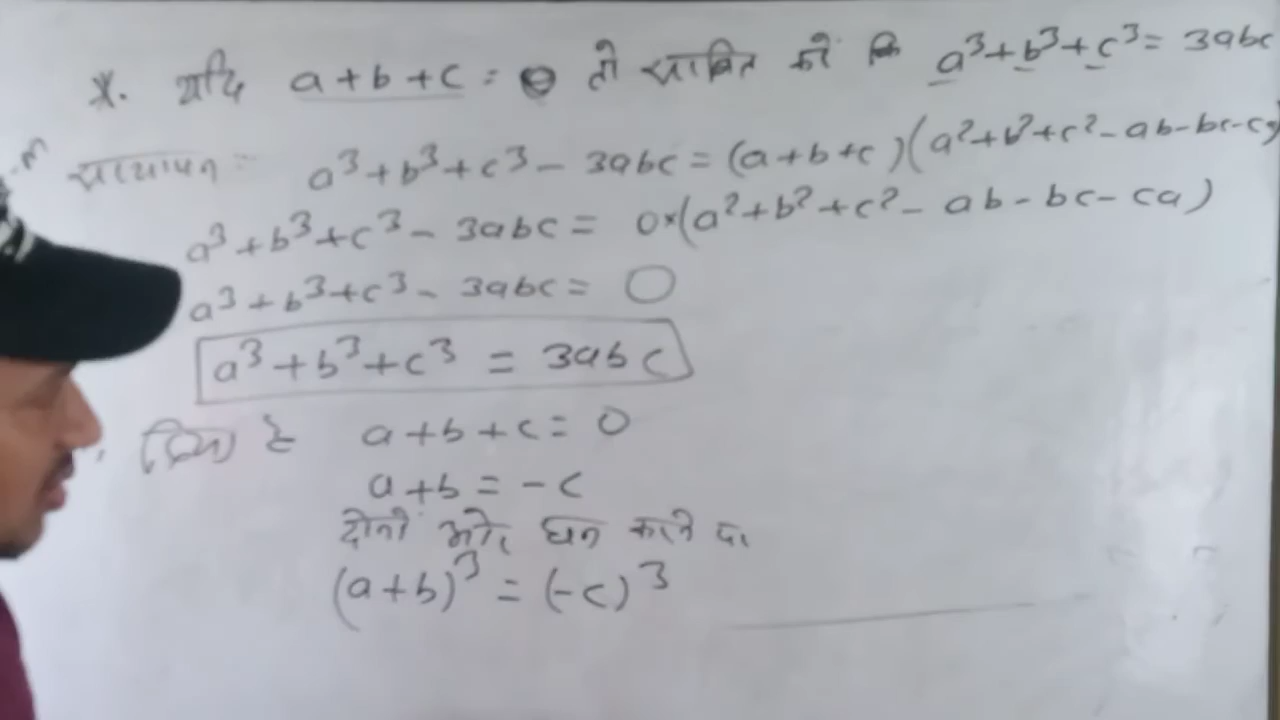 *. यदि a+b+c = 0 तो साबित करें कि a³+b³+c³ = 3abc
सत्यापन :- a³+b³+c³ - 3abc = (a+b+c)(a²+b²+c²-ab-bc-ca)
a³+b³+c³ - 3abc = 0×(a²+b²+c² - ab - bc - ca)
a³+b³+c³ - 3abc = 0
a³+b³+c³ = 3abc
दिया है a+b+c = 0
a+b = -c
दोनों ओर घन करने पर
(a+b)³ = (-c)³